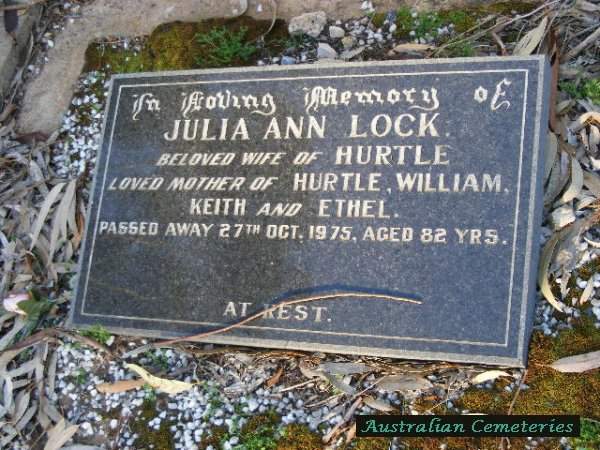 In Loving Memory of
JULIA ANN LOCK.
BELOVED WIFE OF HURTLE
LOVED MOTHER OF HURTLE, WILLIAM,
KEITH AND ETHEL.
PASSED AWAY 27TH OCT. 1975, AGED 82 YRS.
AT REST.
Australian Cemeteries